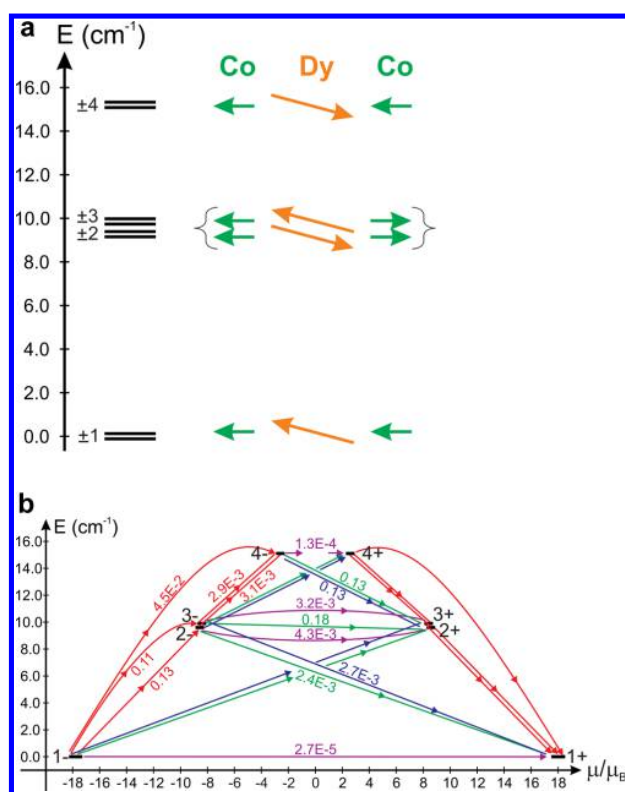 a
E (cm⁻¹)
Co Dy Co
16.0
±4
14.0
12.0
10.0
±3
±2
8.0
6.0
4.0
2.0
0.0
±1
b
E (cm⁻¹)
16.0
4- 1.3E-4 4+
14.0
4.5E-2
2.9E-3
3.1E-3
0.13
0.13
12.0
3.2E-3
10.0
3- 3+
0.18
2- 2+
4.3E-3
8.0
0.11
0.13
6.0
2.7E-3
2.4E-3
4.0
2.0
2.7E-5
0.0
1- 1+
μ/μB
-18 -16 -14 -12 -10 -8 -6 -4 -2 0 2 4 6 8 10 12 14 16 18